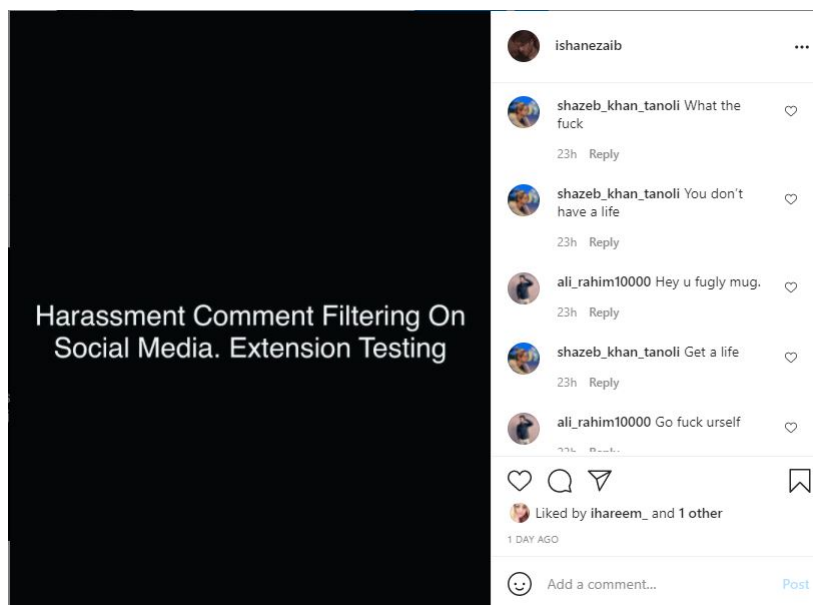 Harassment Comment Filtering On
Social Media. Extension Testing
ishanezaib
shazeb_khan_tanoli What the
fuck
23h Reply
shazeb_khan_tanoli You don't
have a life
23h Reply
ali_rahim10000 Hey u fugly mug.
23h Reply
shazeb_khan_tanoli Get a life
23h Reply
ali_rahim10000 Go fuck urself
Liked by ihareem_ and 1 other
1 DAY AGO
Add a comment... Post